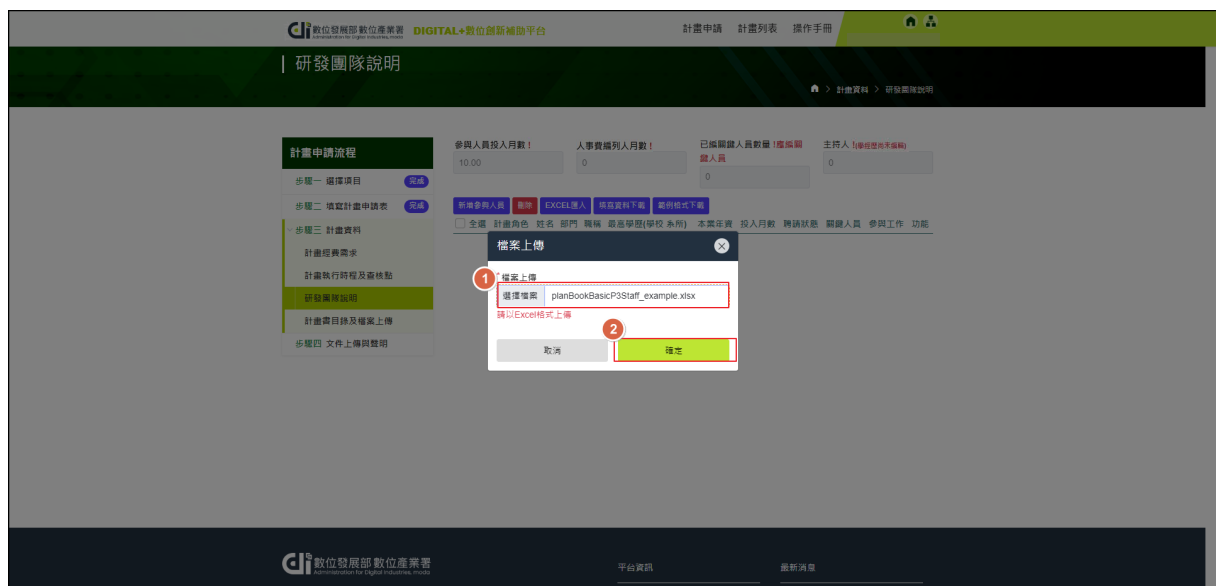 數位發展部 數位產業署 DIGITAL+數位創新補助平台
Administration for Digital Industries, moda
計畫申請 計畫列表 操作手冊
研發團隊說明
> 計畫資料 > 研發團隊說明
計畫申請流程
步驟一 選擇項目 完成
步驟二 填寫計畫申請表 完成
步驟三 計畫資料
計畫經費需求
計畫執行時程及查核點
研發團隊說明
計畫書目錄及檔案上傳
步驟四 文件上傳與聲明
參與人員投入月數!
10.00
人事費編列人月數!
0
已編關鍵人員數量!應編關
鍵人員
0
主持人!(學經歷尚未編輯)
0
新增參與人員 刪除 EXCEL匯入 填寫資料下載 範例格式下載
全選 計畫角色 姓名 部門 職稱 最高學歷(學校 系所) 本業年資 投入月數 聘請狀態 關鍵人員 參與工作 功能
檔案上傳
1
*檔案上傳
選擇檔案 planBookBasicP3Staff_example.xlsx
請以Excel格式上傳
2
取消 確定
數位發展部 數位產業署
Administration for Digital Industries, moda
平台資訊
最新消息